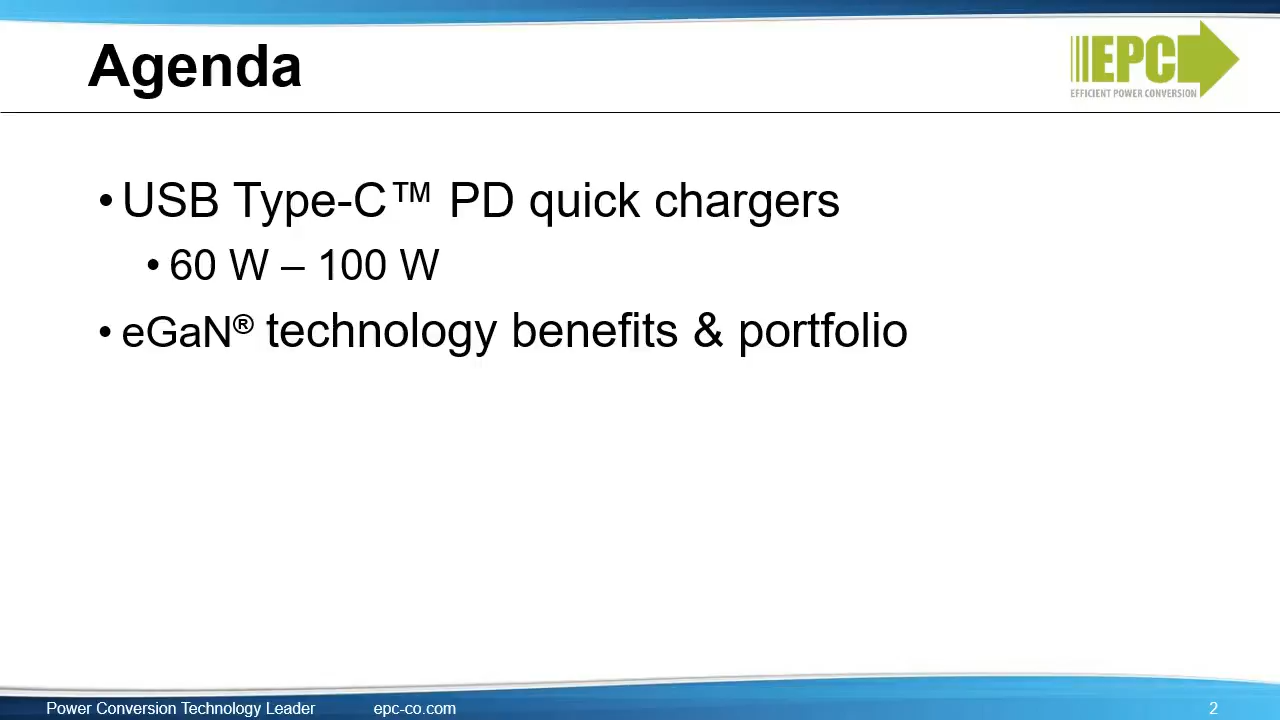 Agenda
EPC
EFFICIENT POWER CONVERSION
•USB Type-C™ PD quick chargers
•60 W – 100 W
•eGaN® technology benefits & portfolio
Power Conversion Technology Leader epc-co.com 2